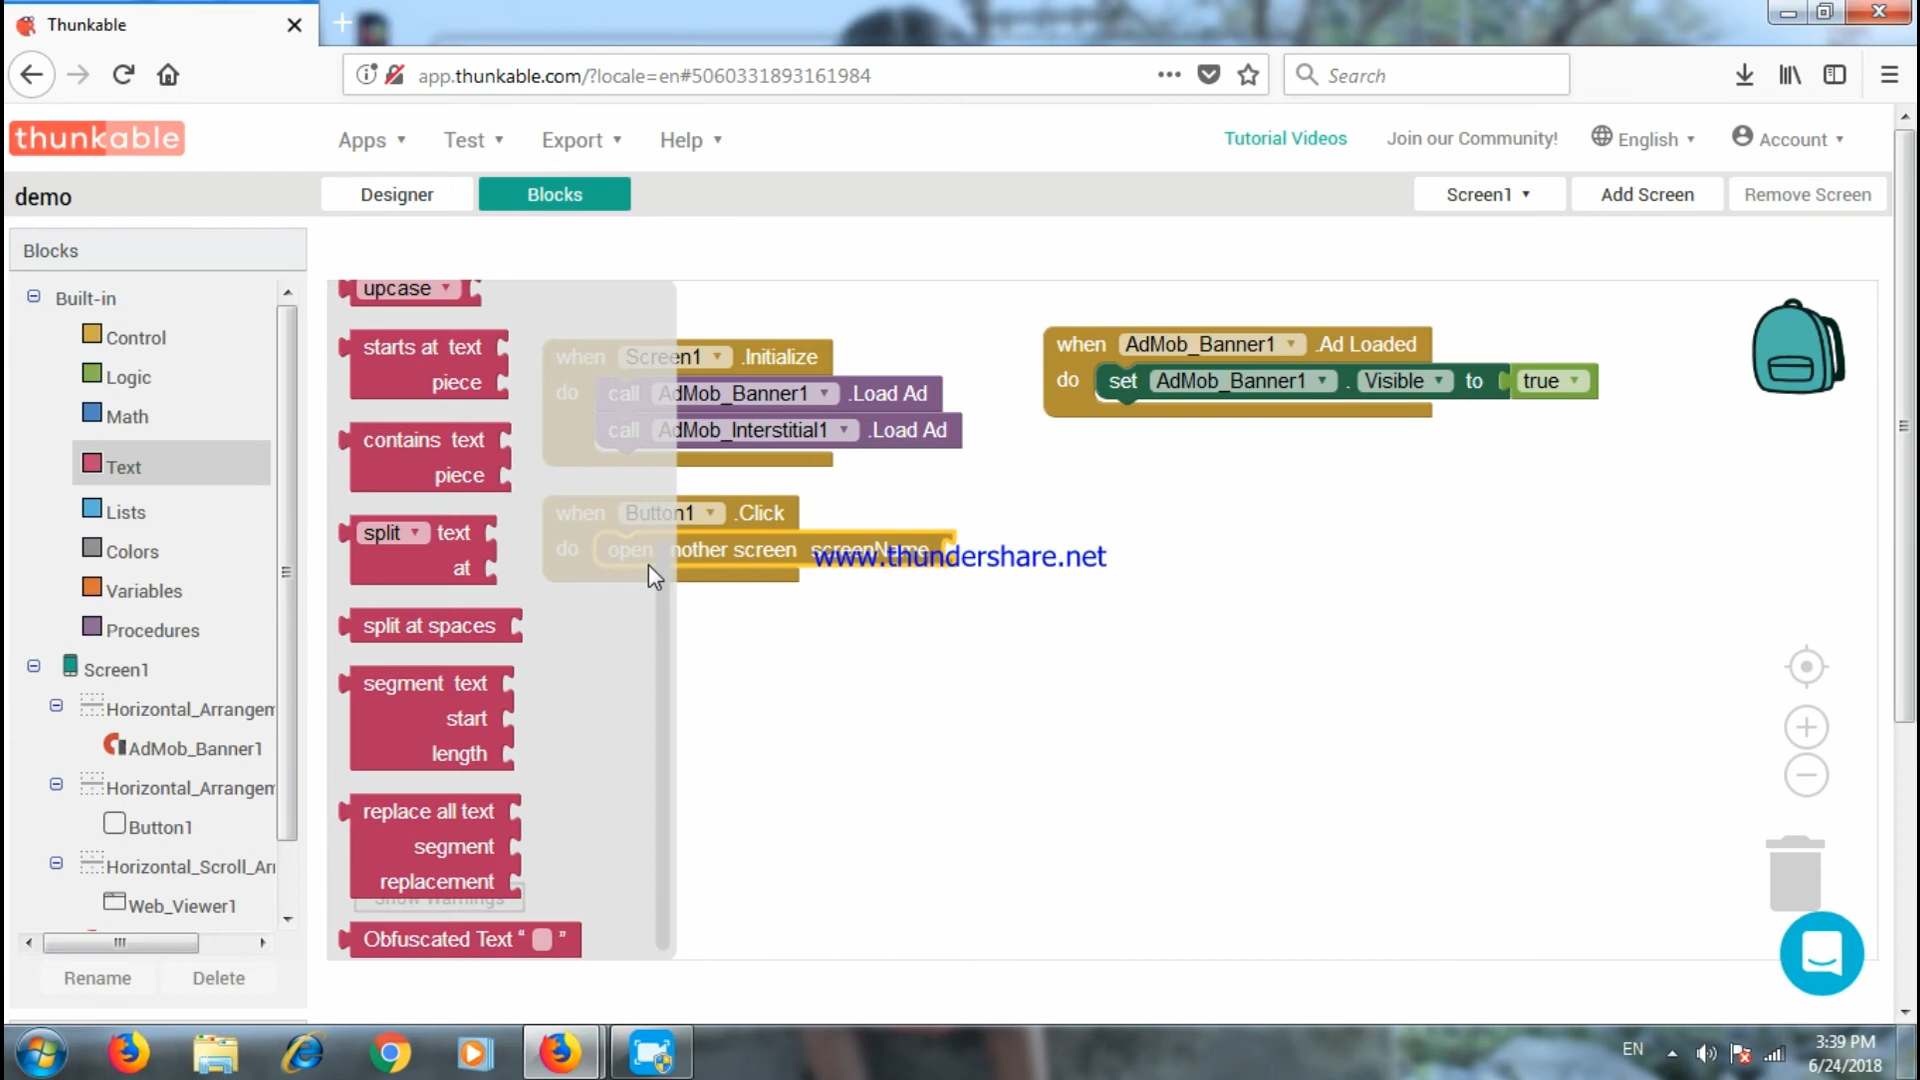 Thunkable
app.thunkable.com/?locale=en#5060331893161984
Search
thunkable
Apps
Test
Export
Help
Tutorial Videos
Join our Community!
English
Account
demo
Designer
Blocks
Screen1
Add Screen
Remove Screen
Blocks
Built-in
Control
Logic
Math
Text
Lists
Colors
Variables
Procedures
Screen1
Horizontal_Arrangem
AdMob_Banner1
Horizontal_Arrangem
Button1
Horizontal_Scroll_Arr
Web_Viewer1
Rename
Delete
upcase
starts at text
piece
contains text
piece
split text
at
split at spaces
segment text
start
length
replace all text
segment
replacement
Show Warnings
Obfuscated Text “ ”
when Screen1 .Initialize
do call AdMob_Banner1 .Load Ad
call AdMob_Interstitial1 .Load Ad
when Button1 .Click
do open nother screen screenName
www.thundershare.net
when AdMob_Banner1 .Ad Loaded
do set AdMob_Banner1 . Visible to true
EN
3:39 PM
6/24/2018